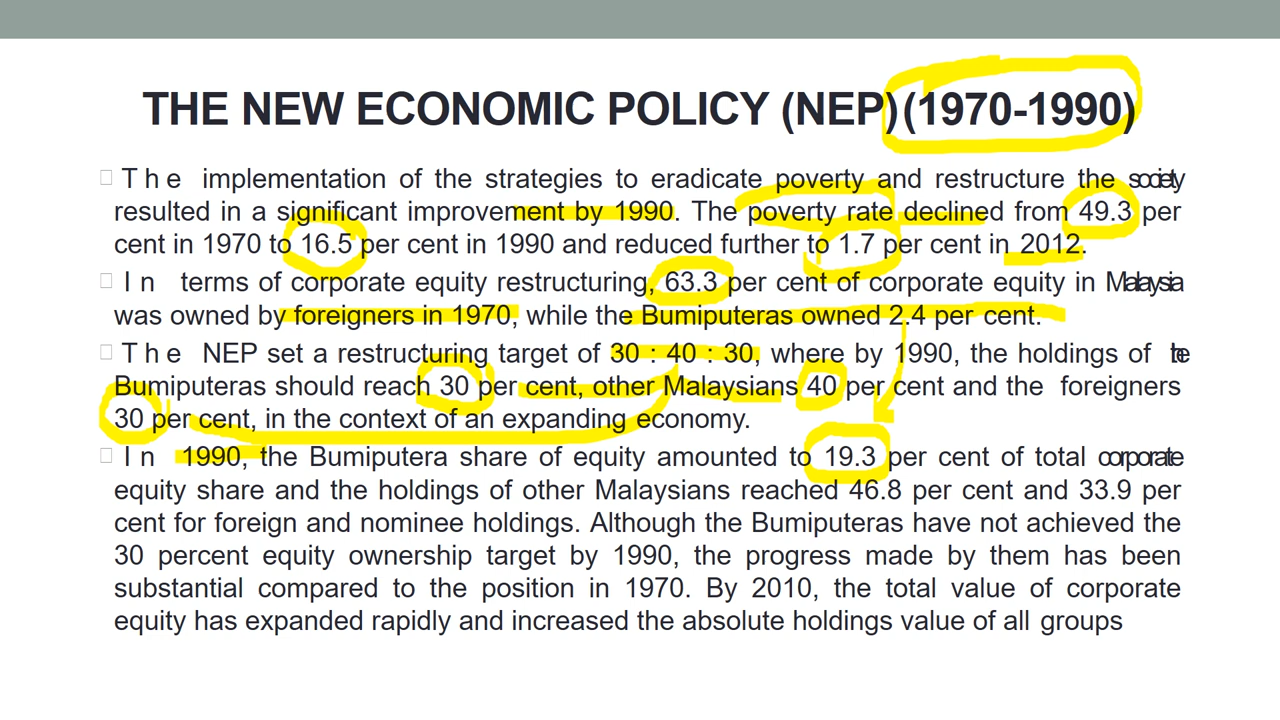 THE NEW ECONOMIC POLICY (NEP)(1970-1990)
The implementation of the strategies to eradicate poverty and restructure the society
resulted in a significant improvement by 1990. The poverty rate declined from 49.3 per
cent in 1970 to 16.5 per cent in 1990 and reduced further to 1.7 per cent in 2012.
In terms of corporate equity restructuring, 63.3 per cent of corporate equity in Malaysia
was owned by foreigners in 1970, while the Bumiputeras owned 2.4 per cent.
The NEP set a restructuring target of 30 : 40 : 30, where by 1990, the holdings of the
Bumiputeras should reach 30 per cent, other Malaysians 40 per cent and the foreigners
30 per cent, in the context of an expanding economy.
In 1990, the Bumiputera share of equity amounted to 19.3 per cent of total corporate
equity share and the holdings of other Malaysians reached 46.8 per cent and 33.9 per
cent for foreign and nominee holdings. Although the Bumiputeras have not achieved the
30 percent equity ownership target by 1990, the progress made by them has been
substantial compared to the position in 1970. By 2010, the total value of corporate
equity has expanded rapidly and increased the absolute holdings value of all groups